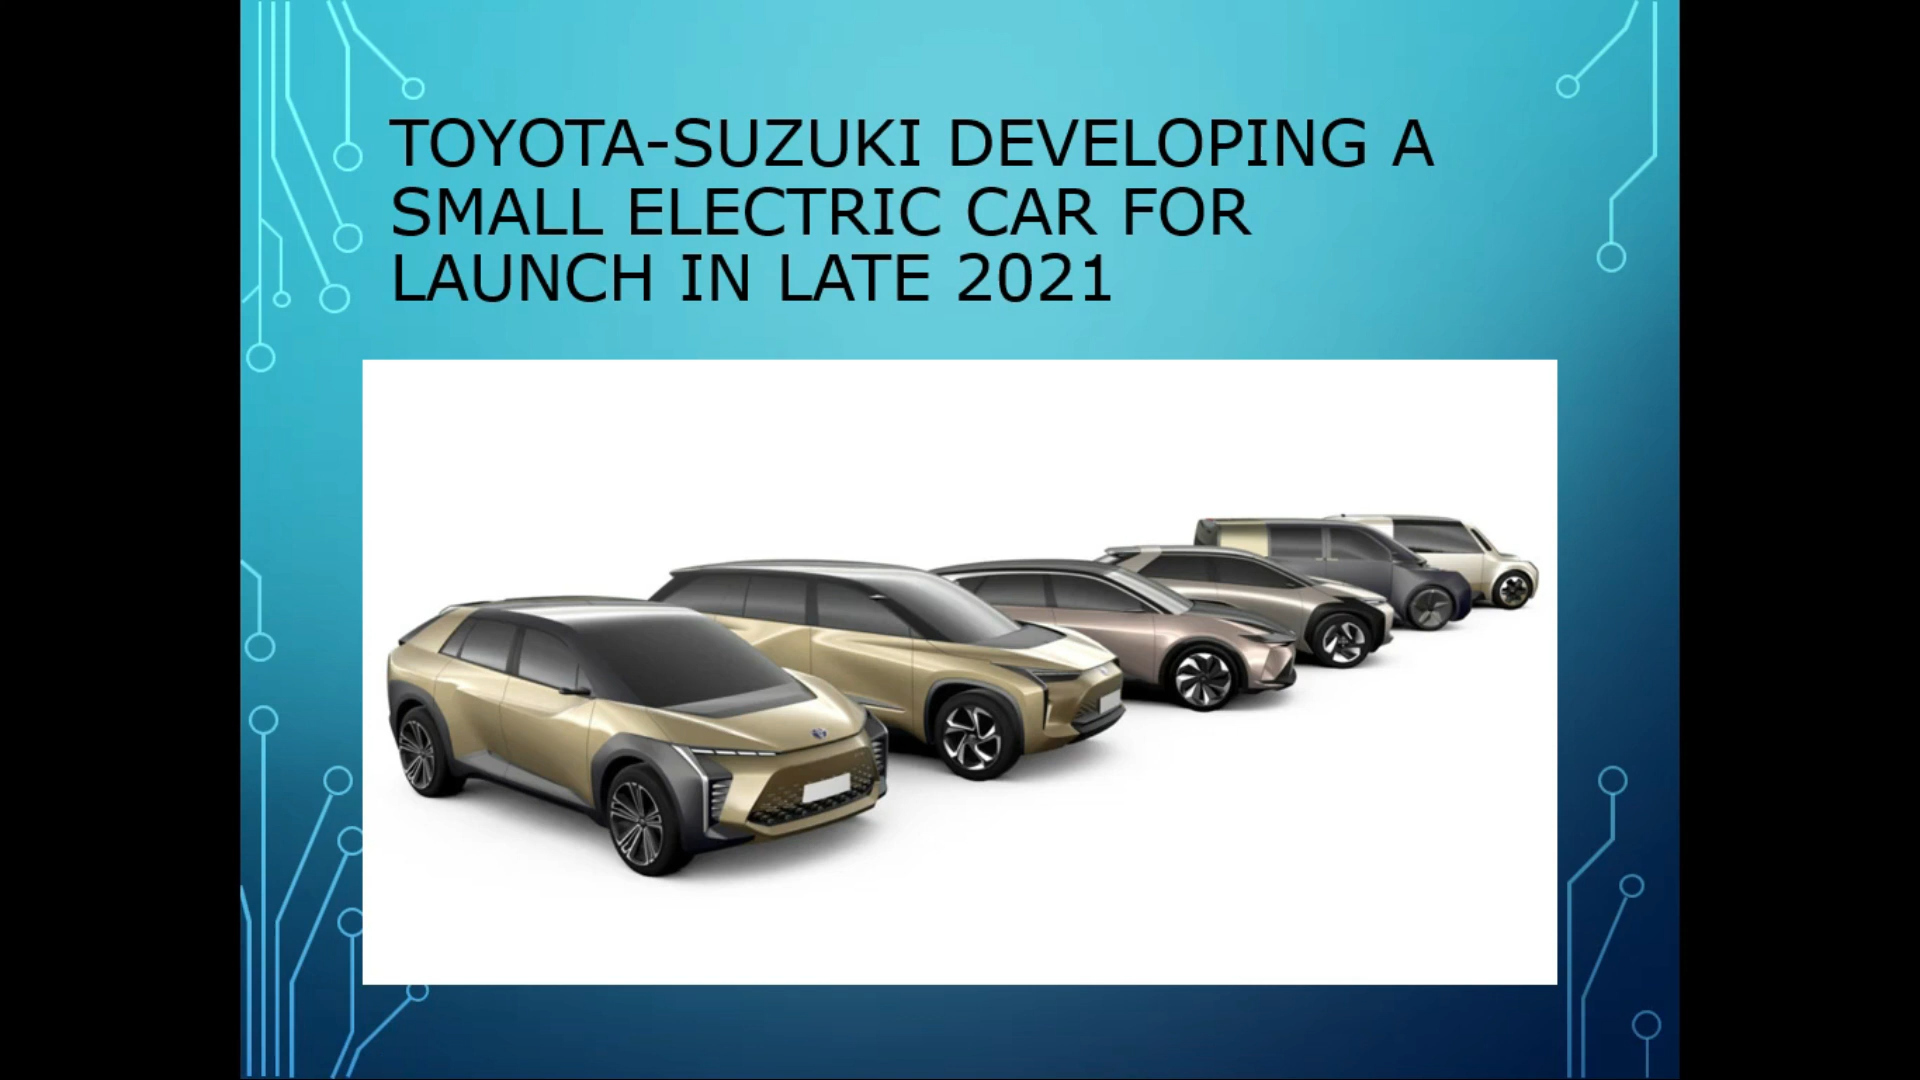 TOYOTA-SUZUKI DEVELOPING A
SMALL ELECTRIC CAR FOR
LAUNCH IN LATE 2021